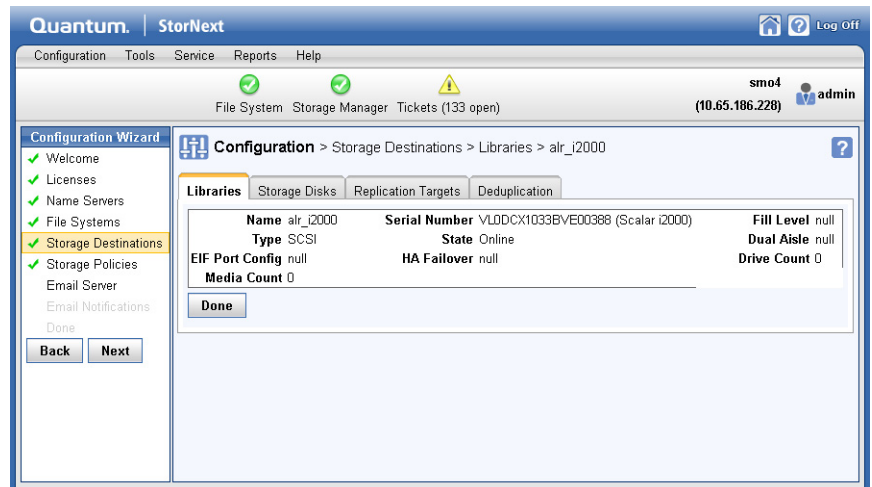 Quantum. | StorNext
Log Off
Configuration Tools Service Reports Help
File System Storage Manager Tickets (133 open)
smo4
(10.65.186.228)
admin
Configuration Wizard
Welcome
Licenses
Name Servers
File Systems
Storage Destinations
Storage Policies
Email Server
Email Notifications
Done
Back Next
Configuration > Storage Destinations > Libraries > alr_i2000
Libraries Storage Disks Replication Targets Deduplication
Name alr_i2000 Serial Number VL0DCX1033BVE00388 (Scalar i2000) Fill Level null
Type SCSI State Online Dual Aisle null
EIF Port Config null HA Failover null Drive Count 0
Media Count 0
Done